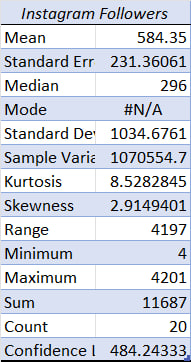 Instagram Followers
Mean 584.35
Standard Err 231.36061
Median 296
Mode #N/A
Standard De 1034.6761
Sample Varia 1070554.7
Kurtosis 8.5282845
Skewness 2.9149401
Range 4197
Minimum 4
Maximum 4201
Sum 11687
Count 20
Confidence L 484.24333